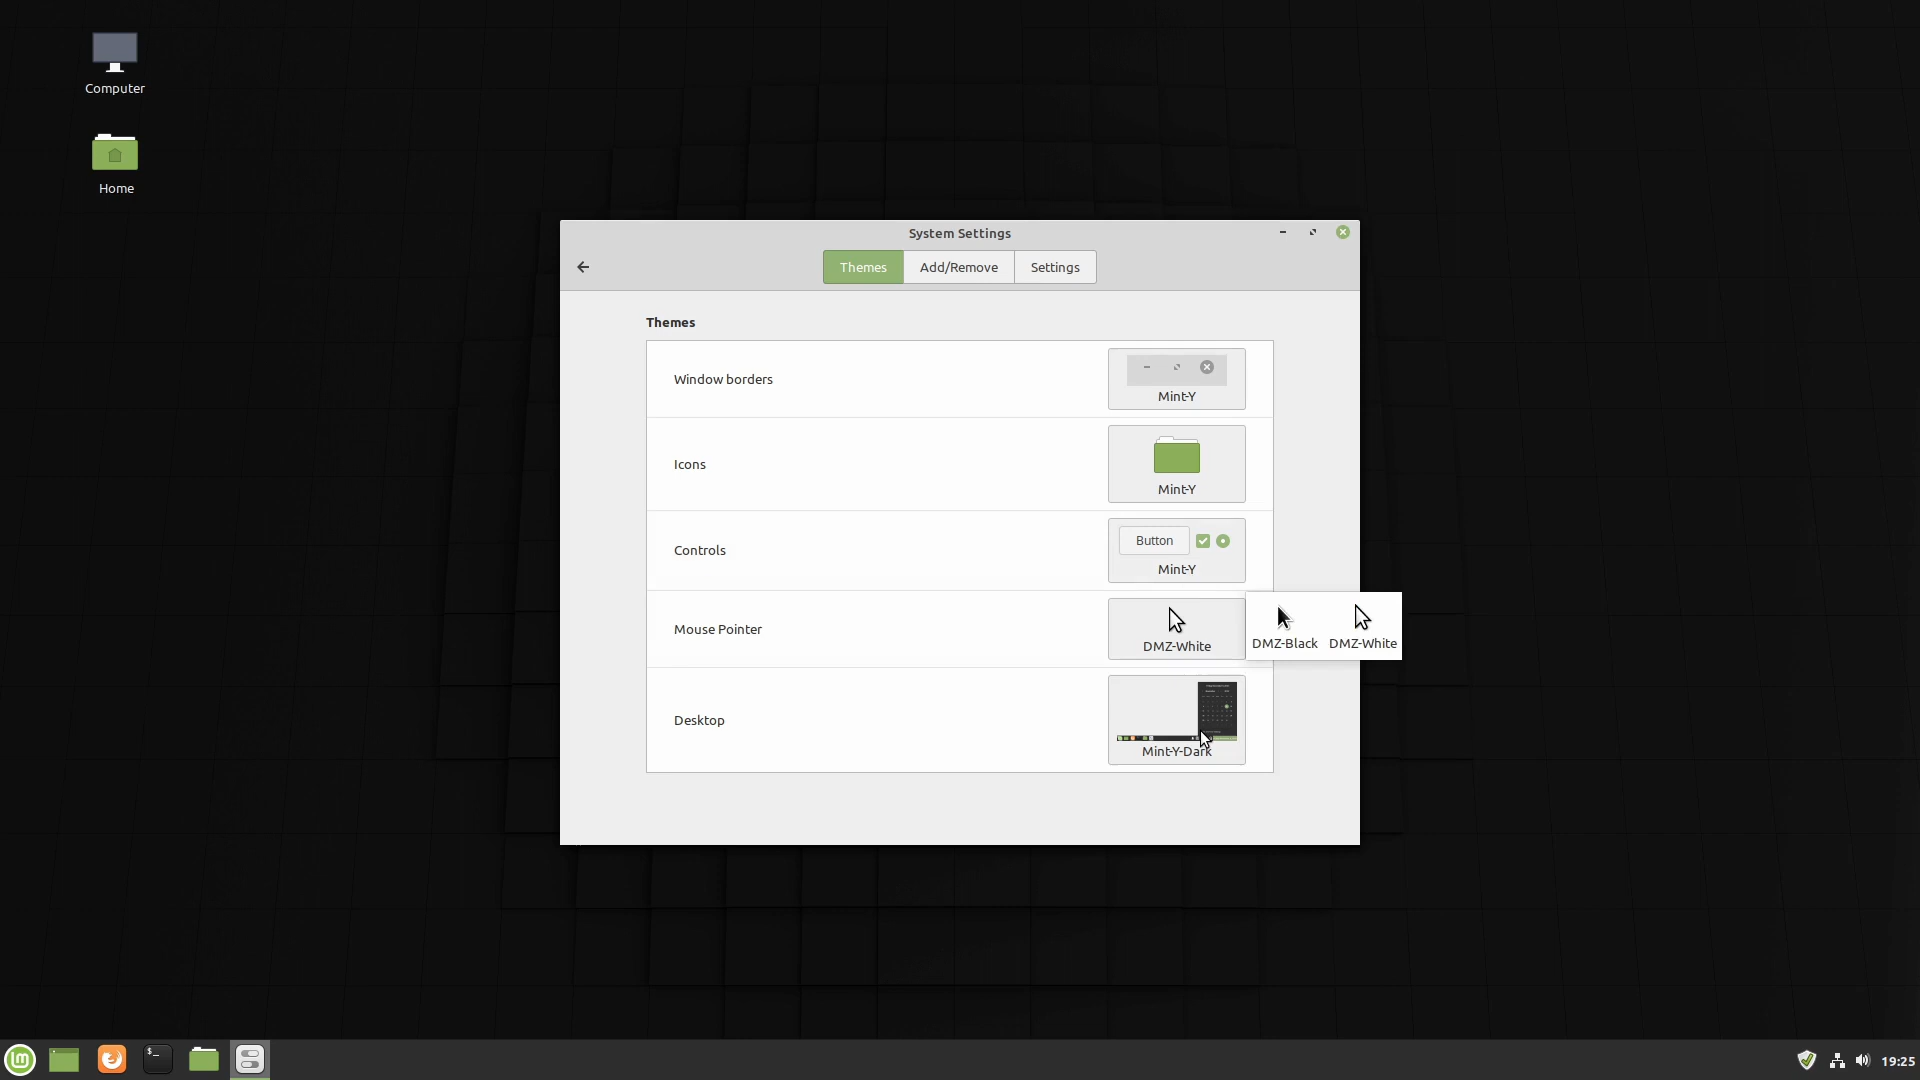 Computer
Home
System Settings
Themes
Add/Remove
Settings
Themes
Window borders
Mint-Y
Icons
Mint-Y
Controls
Button
Mint-Y
Mouse Pointer
DMZ-White
DMZ-Black
DMZ-White
Desktop
Mint-Y-Dark
$_
19:25